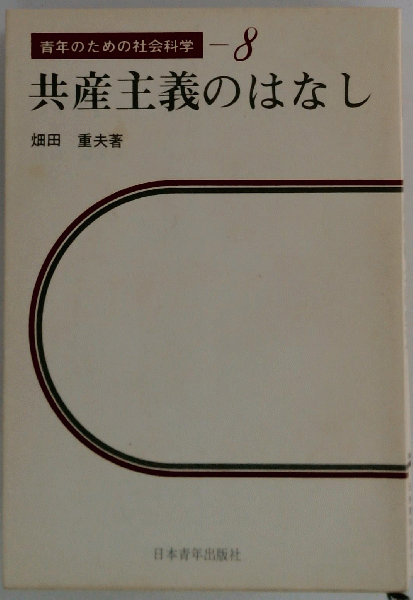 青年のための社会科学 －8
共産主義のはなし
畑田 重夫著
日本青年出版社